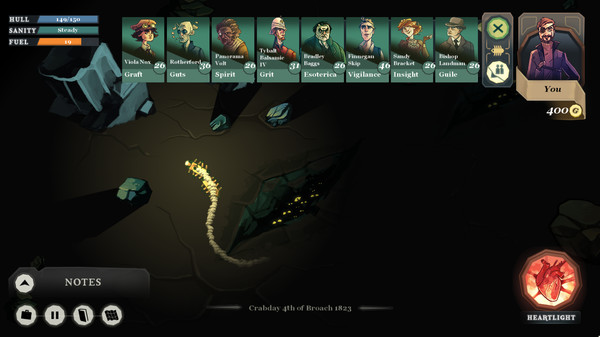 HULL 149/150
SANITY Steady
FUEL 19
Viola Nox 26
Graft
Rotherford 36
Guts
Panorama Volt 26
Spirit
Tybalt Balsamic IV 31
Grit
Bradley Baggs 26
Esoterica
Finnegan Skip 46
Vigilance
Sandy Bracket 26
Insight
Bishop Landman 26
Guile
You
400 G
NOTES
Crabday 4th of Broach 1823
HEARTLIGHT